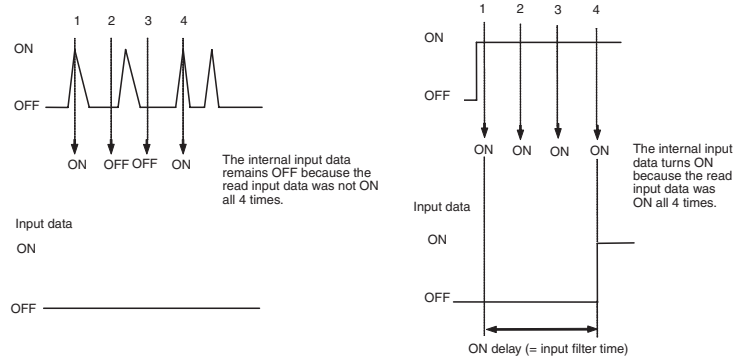 1 2 3 4
ON
OFF
ON OFF OFF ON
The internal input data
remains OFF because the
read input data was not ON
all 4 times.
Input data
ON
OFF
1 2 3 4
ON
OFF
ON ON ON ON
The internal input
data turns ON
because the read
input data was
ON all 4 times.
Input data
ON
OFF
ON delay (= input filter time)